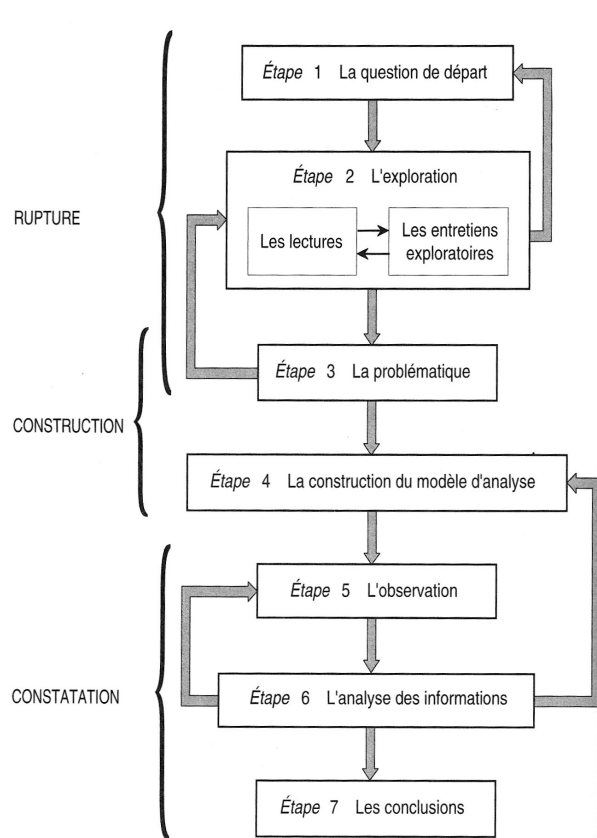 Étape 1 La question de départ
Étape 2 L'exploration
RUPTURE
Les lectures
Les entretiens
exploratoires
Étape 3 La problématique
CONSTRUCTION
Étape 4 La construction du modèle d'analyse
Étape 5 L'observation
CONSTATATION
Étape 6 L'analyse des informations
Étape 7 Les conclusions